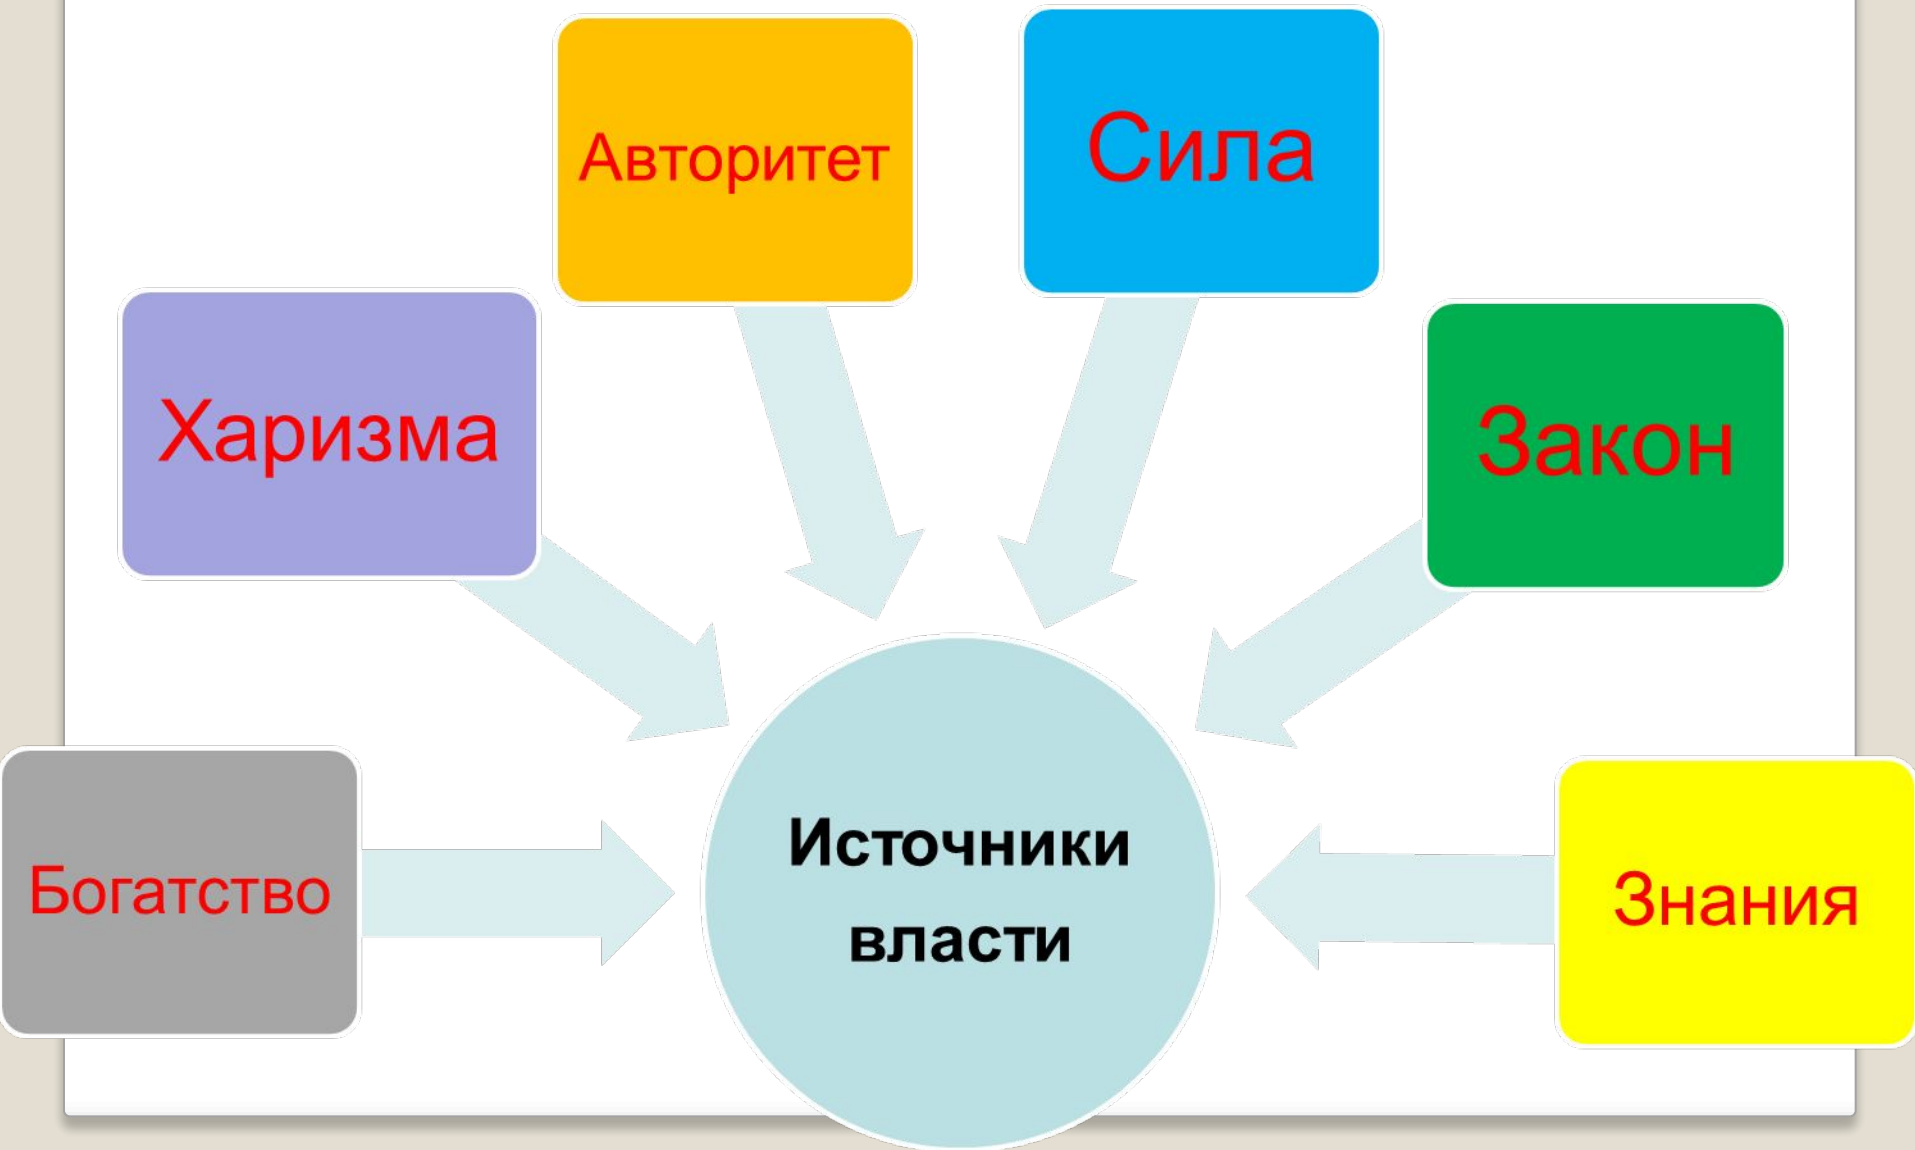 Авторитет
Сила
Харизма
Закон
Богатство
Источники
власти
Знания